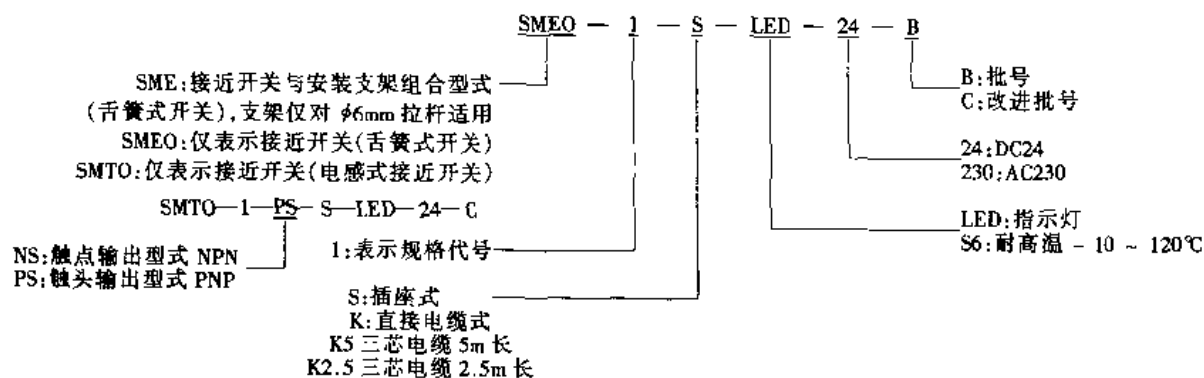 SMEO — 1 — S — LED — 24 — B
SME:接近开关与安装支架组合型式
(舌簧式开关),支架仅对 φ6mm 拉杆适用
SMEO:仅表示接近开关(舌簧式开关)
SMTO:仅表示接近开关(电感式接近开关)
SMTO—1—PS—S—LED—24—C
NS:触点输出型式 NPN
PS:触头输出型式 PNP
1:表示规格代号
S:插座式
K:直接电缆式
K5 三芯电缆 5m 长
K2.5 三芯电缆 2.5m 长
B:批号
C:改进批号
24:DC24
230:AC230
LED:指示灯
S6:耐高温 - 10 ~ 120℃